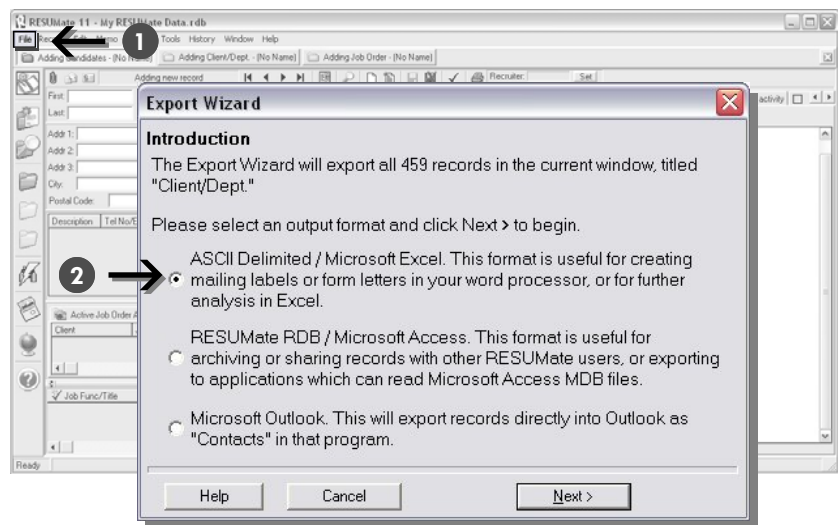 RESUMate 11 - My RESUMate Data.rdb
File Tools History Window Help
1
Adding Candidates - (No Adding Client/Dept. - (No Name) Adding Job Order - (No Name)
Adding new record Recruiter: Set
First: activity
Last:
Addr 1:
Addr 2:
Addr 3:
City:
Postal Code:
Description Tel No/E
Active Job Order A
Client
Job Func/Title
Ready
Export Wizard
Introduction
The Export Wizard will export all 459 records in the current window, titled
"Client/Dept."
Please select an output format and click Next > to begin.
2
ASCII Delimited / Microsoft Excel. This format is useful for creating
mailing labels or form letters in your word processor, or for further
analysis in Excel.
RESUMate RDB / Microsoft Access. This format is useful for
archiving or sharing records with other RESUMate users, or exporting
to applications which can read Microsoft Access MDB files.
Microsoft Outlook. This will export records directly into Outlook as
"Contacts" in that program.
Help Cancel Next >